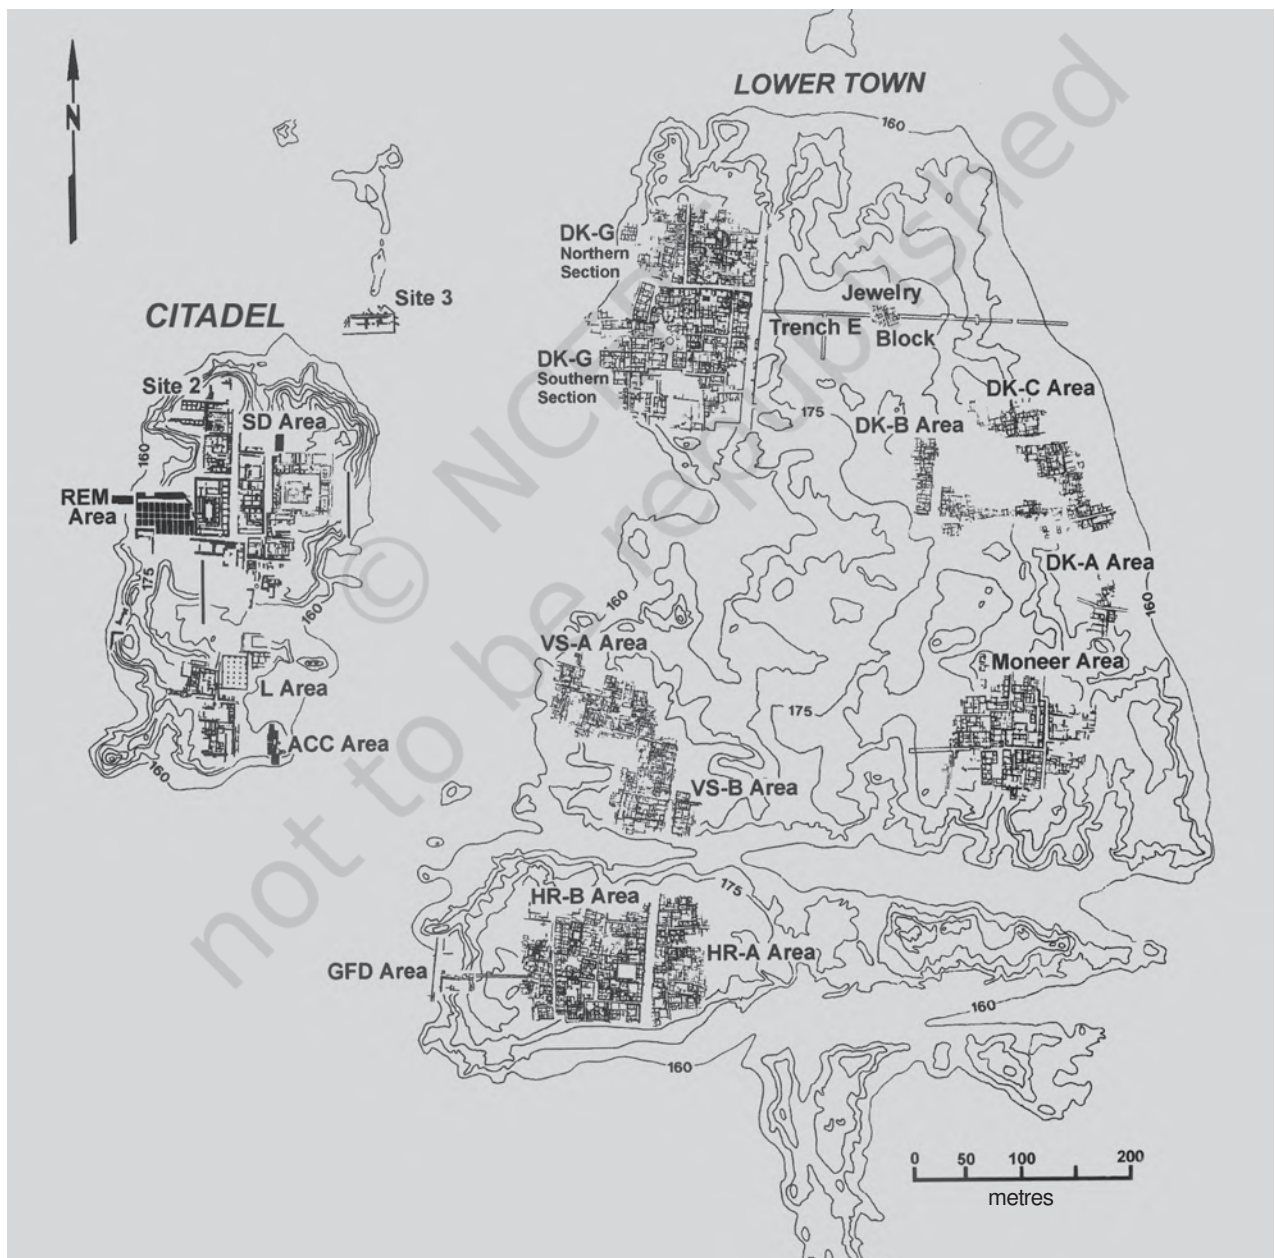 LOWER TOWN
160
N
DK-G
Northern
Section
Jewelry
Site 3
CITADEL
Trench E
Block
DK-G
Southern
Section
Site 2
DK-C Area
SD Area
175
DK-B Area
160
REM
Area
DK-A Area
175
160
160
160
VS-A Area
Moneer Area
L Area
175
ACC Area
160
VS-B Area
175
HR-B Area
HR-A Area
GFD Area
160
160
0 50 100 200
metres
© NCERT
not to be republished